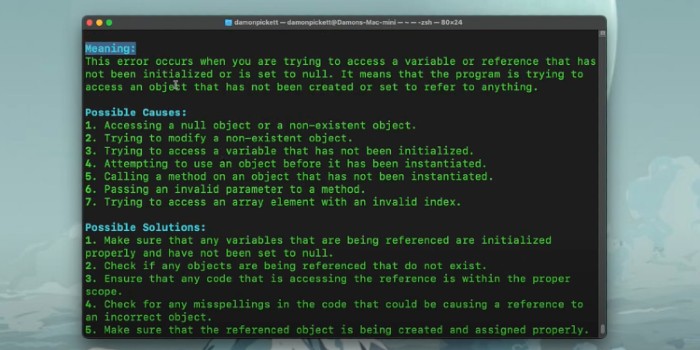 damonpickett — damonpickett@Damons-Mac-mini — ~ — -zsh — 80×24
Meaning:
This error occurs when you are trying to access a variable or reference that has
not been initialized or is set to null. It means that the program is trying to
access an object that has not been created or set to refer to anything.
Possible Causes:
1. Accessing a null object or a non-existent object.
2. Trying to modify a non-existent object.
3. Trying to access a variable that has not been initialized.
4. Attempting to use an object before it has been instantiated.
5. Calling a method on an object that has not been instantiated.
6. Passing an invalid parameter to a method.
7. Trying to access an array element with an invalid index.
Possible Solutions:
1. Make sure that any variables that are being referenced are initialized
properly and have not been set to null.
2. Check if any objects are being referenced that do not exist.
3. Ensure that any code that is accessing the reference is within the proper
scope.
4. Check for any misspellings in the code that could be causing a reference to
an incorrect object.
5. Make sure that the referenced object is being created and assigned properly.